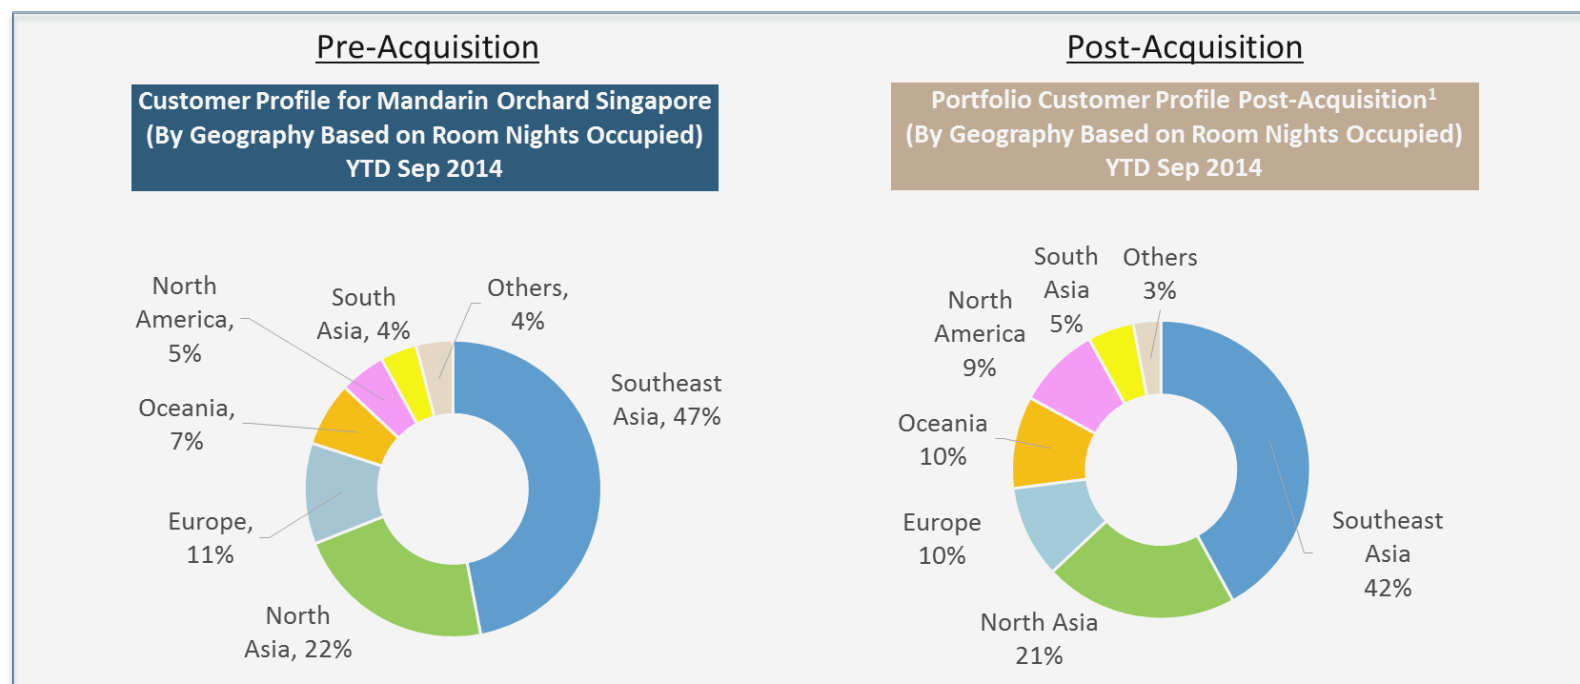 Pre-Acquisition
Customer Profile for Mandarin Orchard Singapore
(By Geography Based on Room Nights Occupied)
YTD Sep 2014
North
America,
5%
South
Asia, 4%
Others,
4%
Oceania,
7%
Southeast
Asia, 47%
Europe,
11%
North
Asia, 22%
Post-Acquisition
Portfolio Customer Profile Post-Acquisition¹
(By Geography Based on Room Nights Occupied)
YTD Sep 2014
South
Asia
5%
Others
3%
North
America
9%
Oceania
10%
Europe
10%
Southeast
Asia
42%
North Asia
21%